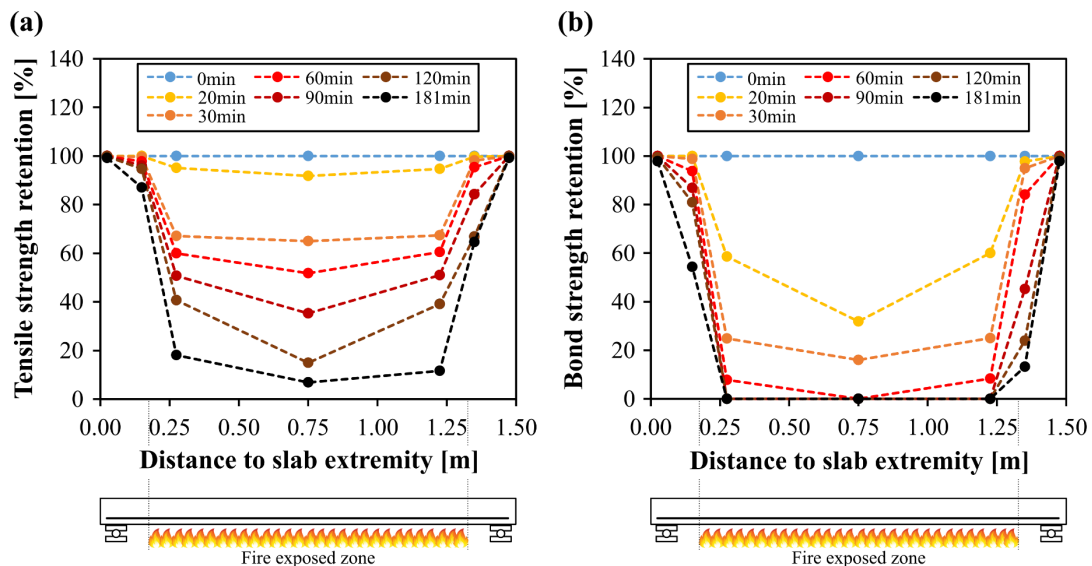 (a)
Tensile strength retention [%]
140
120
100
80
60
40
20
0
0min 60min 120min
20min 90min 181min
30min
0.00 0.25 0.50 0.75 1.00 1.25 1.50
Distance to slab extremity [m]
Fire exposed zone
(b)
Bond strength retention [%]
140
120
100
80
60
40
20
0
0min 60min 120min
20min 90min 181min
30min
0.00 0.25 0.50 0.75 1.00 1.25 1.50
Distance to slab extremity [m]
Fire exposed zone